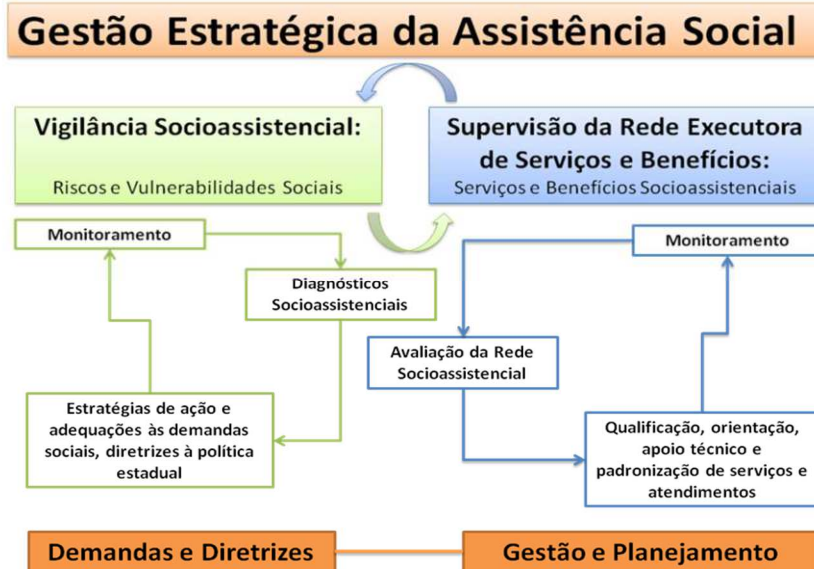 Gestão Estratégica da Assistência Social
Vigilância Socioassistencial:
Riscos e Vulnerabilidades Sociais
Supervisão da Rede Executora
de Serviços e Benefícios:
Serviços e Benefícios Socioassistenciais
Monitoramento
Diagnósticos
Socioassistenciais
Estratégias de ação e
adequações às demandas
sociais, diretrizes à política
estadual
Monitoramento
Avaliação da Rede
Socioassistencial
Qualificação, orientação,
apoio técnico e
padronização de serviços e
atendimentos
Demandas e Diretrizes
Gestão e Planejamento